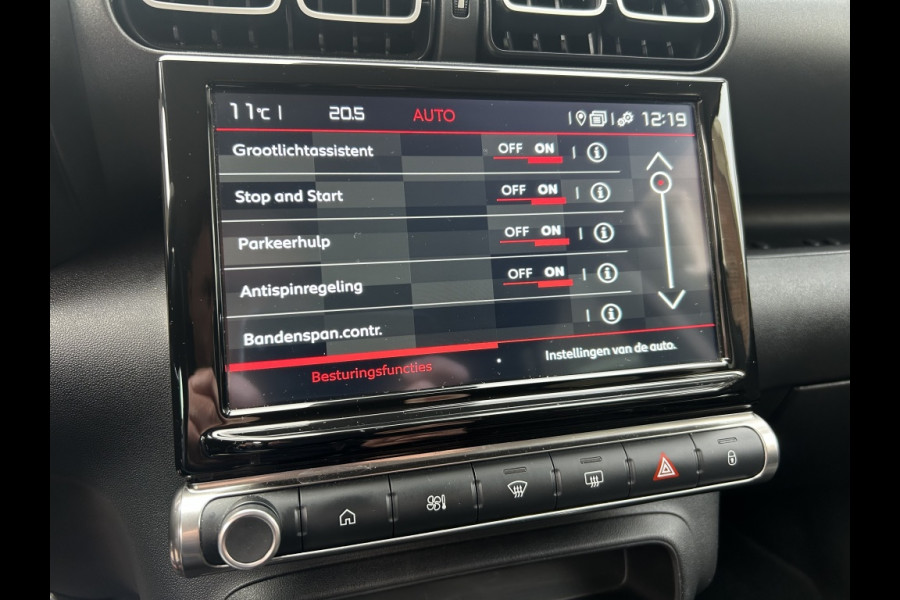 11°C 20.5 AUTO 12:19
Grootlichtassistent OFF ON
Stop and Start OFF ON
Parkeerhulp OFF ON
Antispinregeling OFF ON
Bandenspan.contr.
Besturingsfuncties Instellingen van de auto.